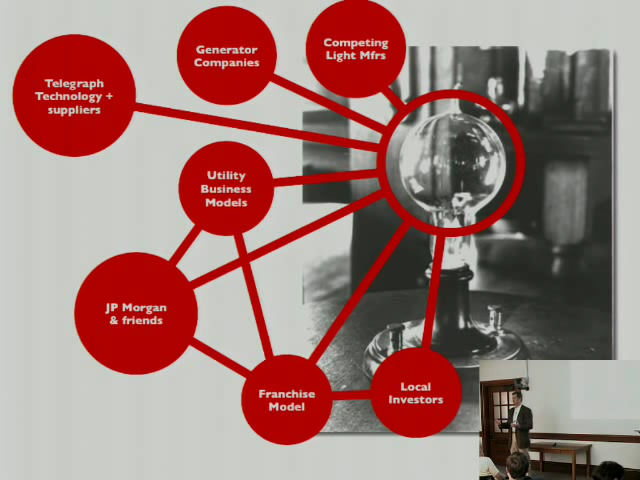 Telegraph
Technology +
suppliers
Generator
Companies
Competing
Light Mfrs
Utility
Business
Models
JP Morgan
& friends
Franchise
Model
Local
Investors